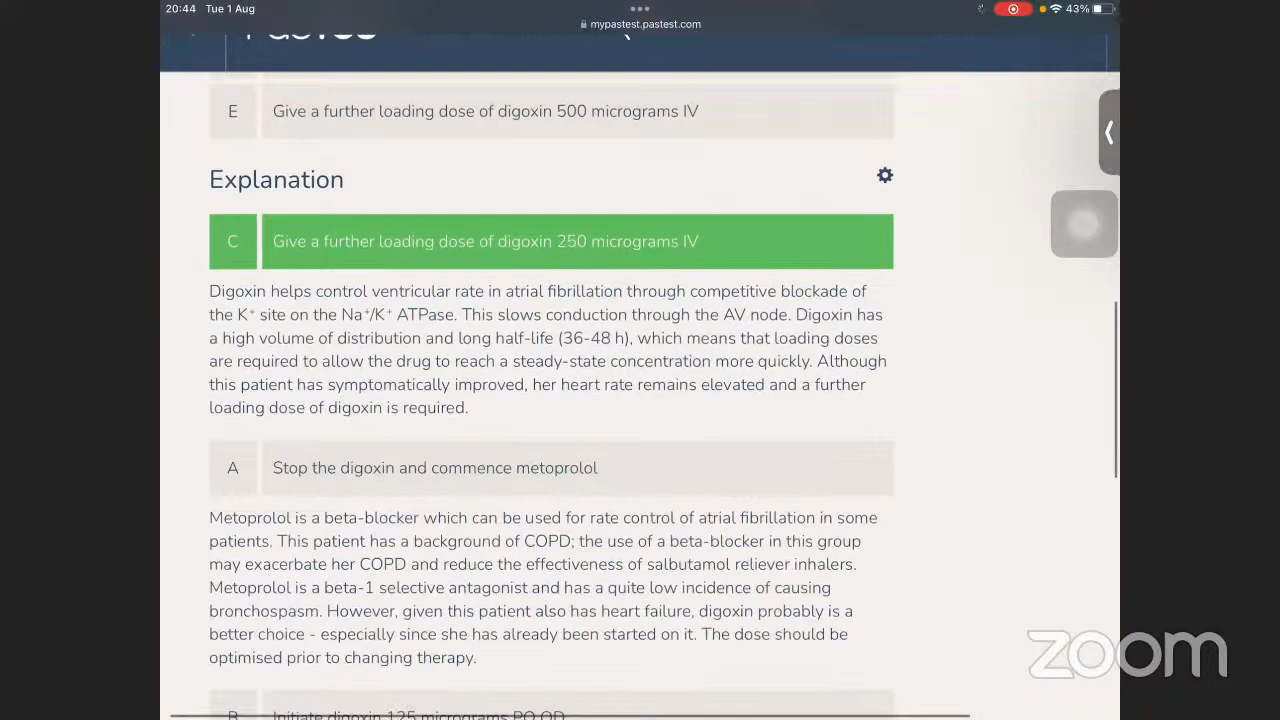 20:44 Tue 1 Aug
43%
mypastest.pastest.com
E Give a further loading dose of digoxin 500 micrograms IV
Explanation
C Give a further loading dose of digoxin 250 micrograms IV
Digoxin helps control ventricular rate in atrial fibrillation through competitive blockade of
the K⁺ site on the Na⁺/K⁺ ATPase. This slows conduction through the AV node. Digoxin has
a high volume of distribution and long half-life (36-48 h), which means that loading doses
are required to allow the drug to reach a steady-state concentration more quickly. Although
this patient has symptomatically improved, her heart rate remains elevated and a further
loading dose of digoxin is required.
A Stop the digoxin and commence metoprolol
Metoprolol is a beta-blocker which can be used for rate control of atrial fibrillation in some
patients. This patient has a background of COPD; the use of a beta-blocker in this group
may exacerbate her COPD and reduce the effectiveness of salbutamol reliever inhalers.
Metoprolol is a beta-1 selective antagonist and has a quite low incidence of causing
bronchospasm. However, given this patient also has heart failure, digoxin probably is a
better choice - especially since she has already been started on it. The dose should be
optimised prior to changing therapy.
B Initiate digoxin 125 micrograms PO OD
zoom